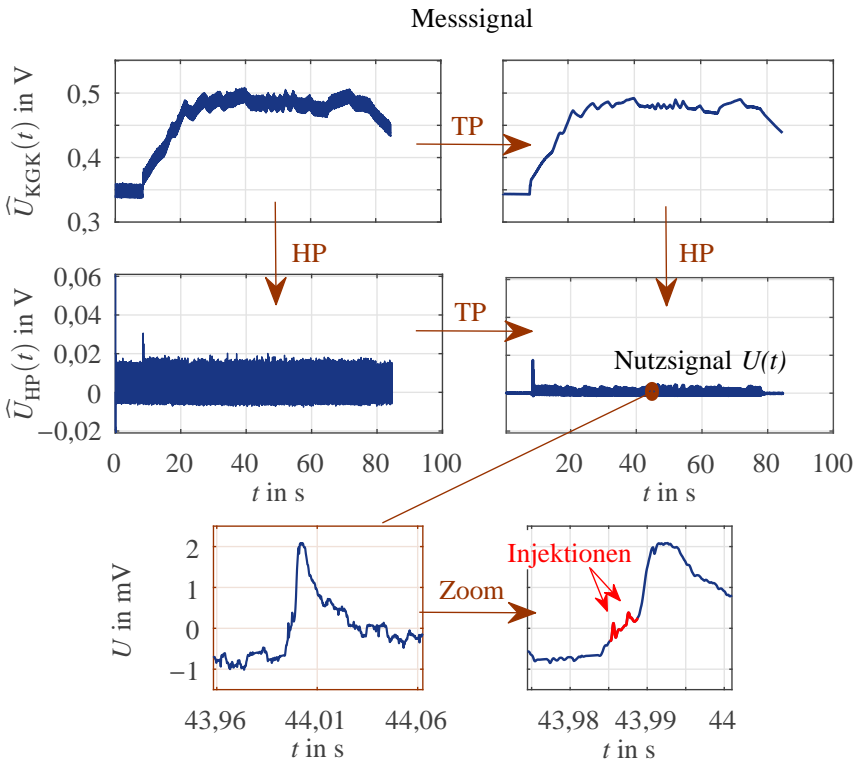 Messsignal
0,5
0,4
0,3
Û_KGK(t) in V
TP
HP
HP
0,06
0,04
0,02
0
−0,02
Û_HP(t) in V
TP
Nutzsignal U(t)
0 20 40 60 80 100
t in s
20 40 60 80 100
t in s
2
1
0
−1
U in mV
Zoom
Injektionen
43,96 44,01 44,06
t in s
43,98 43,99 44
t in s